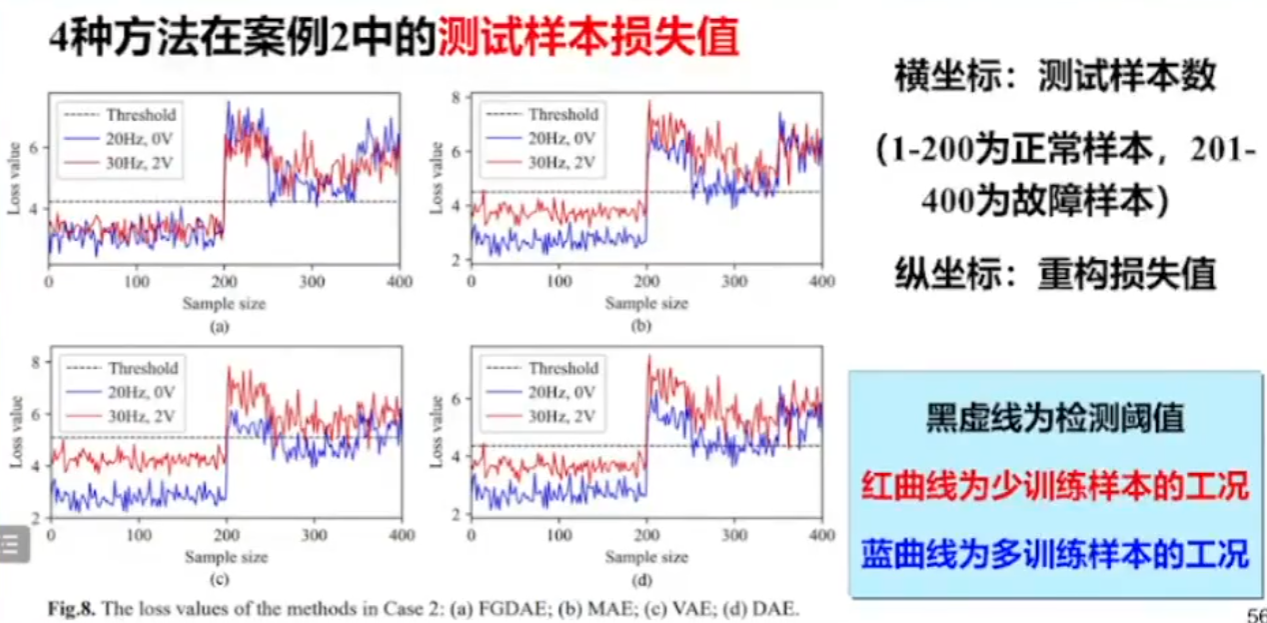 4种方法在案例2中的测试样本损失值
横坐标：测试样本数
（1-200为正常样本，201-
400为故障样本）
纵坐标：重构损失值
Threshold
20Hz, 0V
30Hz, 2V
Loss value
6
4
0
100
200
300
400
Sample size
(a)
Threshold
20Hz, 0V
30Hz, 2V
Loss value
8
6
4
2
0
100
200
300
400
Sample size
(b)
Threshold
20Hz, 0V
30Hz, 2V
Loss value
8
6
4
2
0
100
200
300
400
Sample size
(c)
Threshold
20Hz, 0V
30Hz, 2V
Loss value
6
4
2
0
100
200
300
400
Sample size
(d)
黑虚线为检测阈值
红曲线为少训练样本的工况
蓝曲线为多训练样本的工况
Fig.8. The loss values of the methods in Case 2: (a) FGDAE; (b) MAE; (c) VAE; (d) DAE.
56